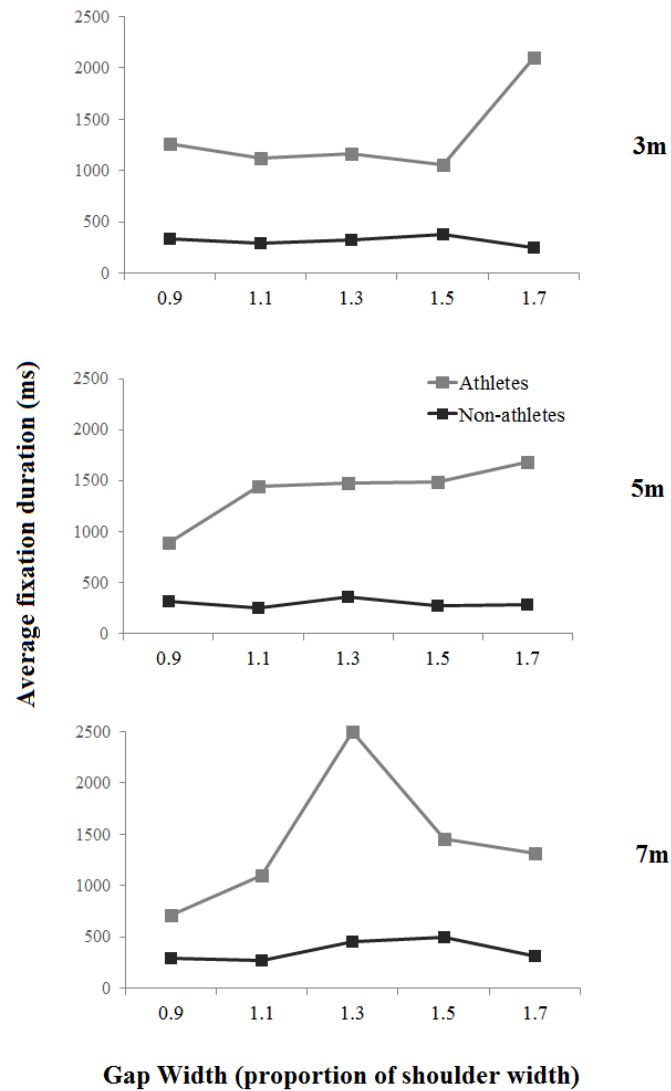 2500
2000
1500
1000
500
0
3m
0.9 1.1 1.3 1.5 1.7
Average fixation duration (ms)
2500
2000
1500
1000
500
0
Athletes
Non-athletes
5m
0.9 1.1 1.3 1.5 1.7
2500
2000
1500
1000
500
0
7m
0.9 1.1 1.3 1.5 1.7
Gap Width (proportion of shoulder width)